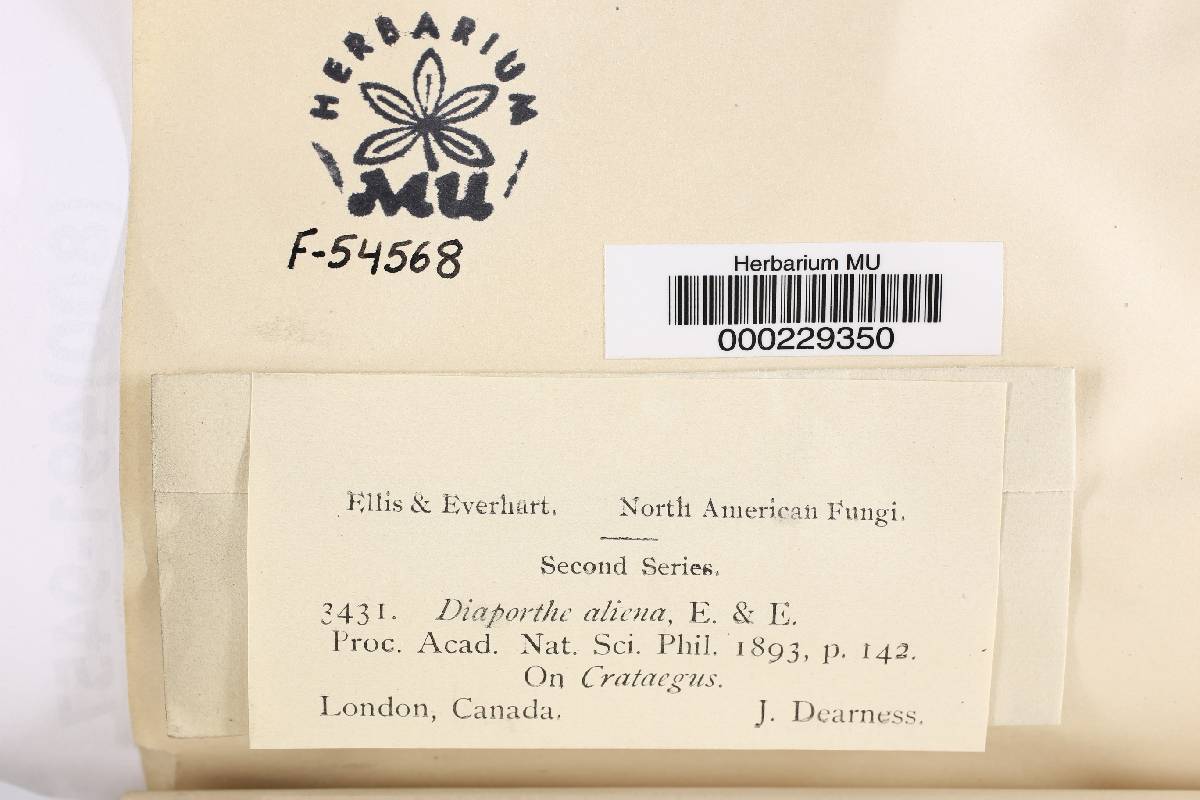 HERBARIUM
MU
F-54568
Herbarium MU
000229350
Ellis & Everhart. North American Fungi.
Second Series.
3431. Diaporthe aliena, E. & E.
Proc. Acad. Nat. Sci. Phil. 1893, p. 142.
On Crataegus.
London, Canada. J. Dearness.